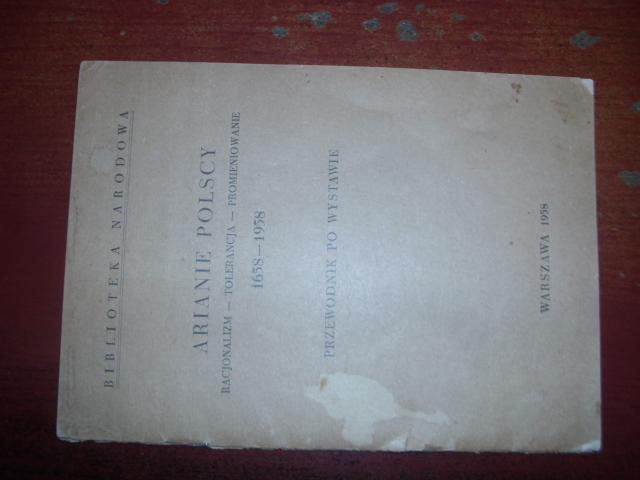 BIBLIOTEKA NARODOWA
ARIANIE POLSCY
RACJONALIZM — TOLERANCJA — PROMIENIOWANIE
1658—1958
PRZEWODNIK PO WYSTAWIE
WARSZAWA 1958